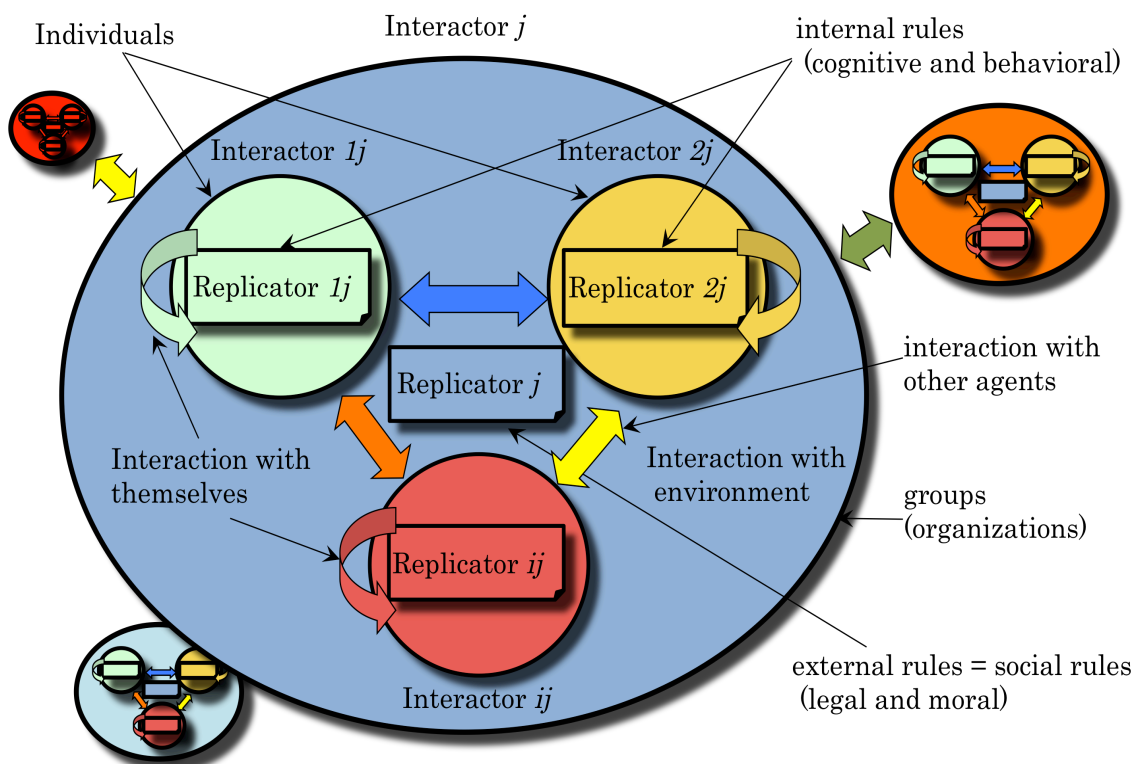 Interactor j
Individuals
internal rules
(cognitive and behavioral)
Interactor 1j
Interactor 2j
Replicator 1j
Replicator 2j
Replicator j
interaction with
other agents
Interaction with
themselves
Interaction with
environment
groups
(organizations)
Replicator ij
Interactor ij
external rules = social rules
(legal and moral)